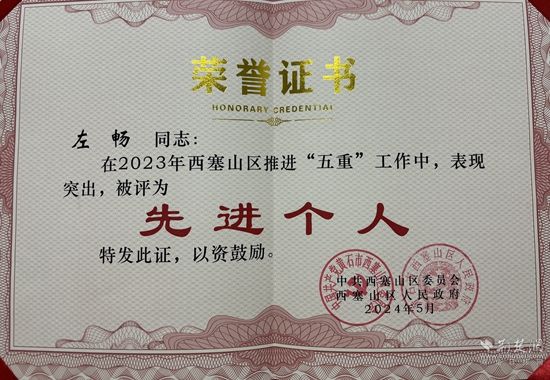 荣誉证书
HONORARY CREDENTIAL
左 畅 同志：
在2023年西塞山区推进“五重”工作中，表现
突出，被评为
先进个人
特发此证，以资鼓励。
中共西塞山区委员会
西塞山区人民政府
2024年5月